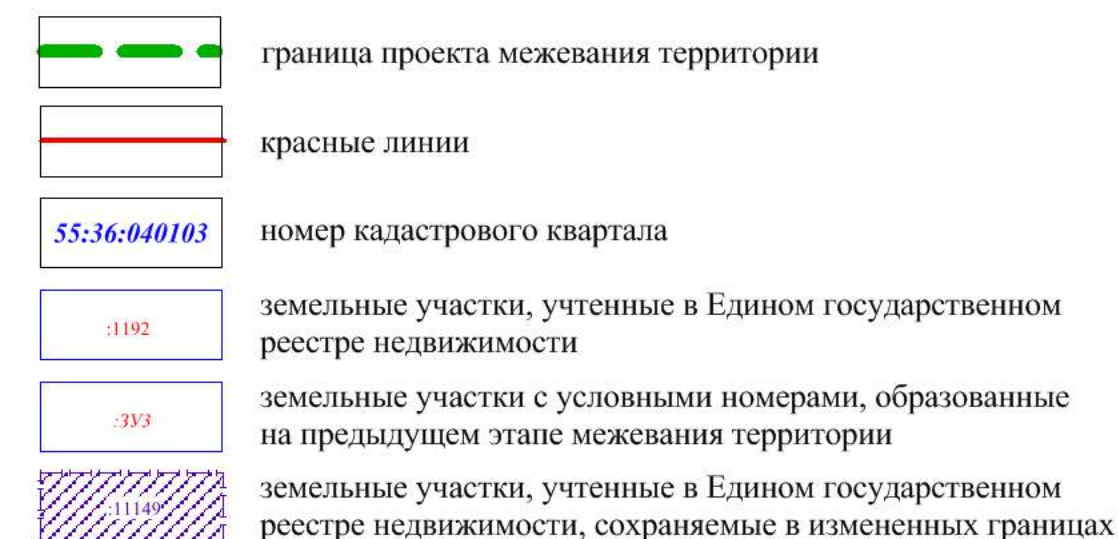 граница проекта межевания территории
красные линии
55:36:040103 номер кадастрового квартала
:1192 земельные участки, учтенные в Едином государственном
реестре недвижимости
:ЗУ3 земельные участки с условными номерами, образованные
на предыдущем этапе межевания территории
:11149 земельные участки, учтенные в Едином государственном
реестре недвижимости, сохраняемые в измененных границах